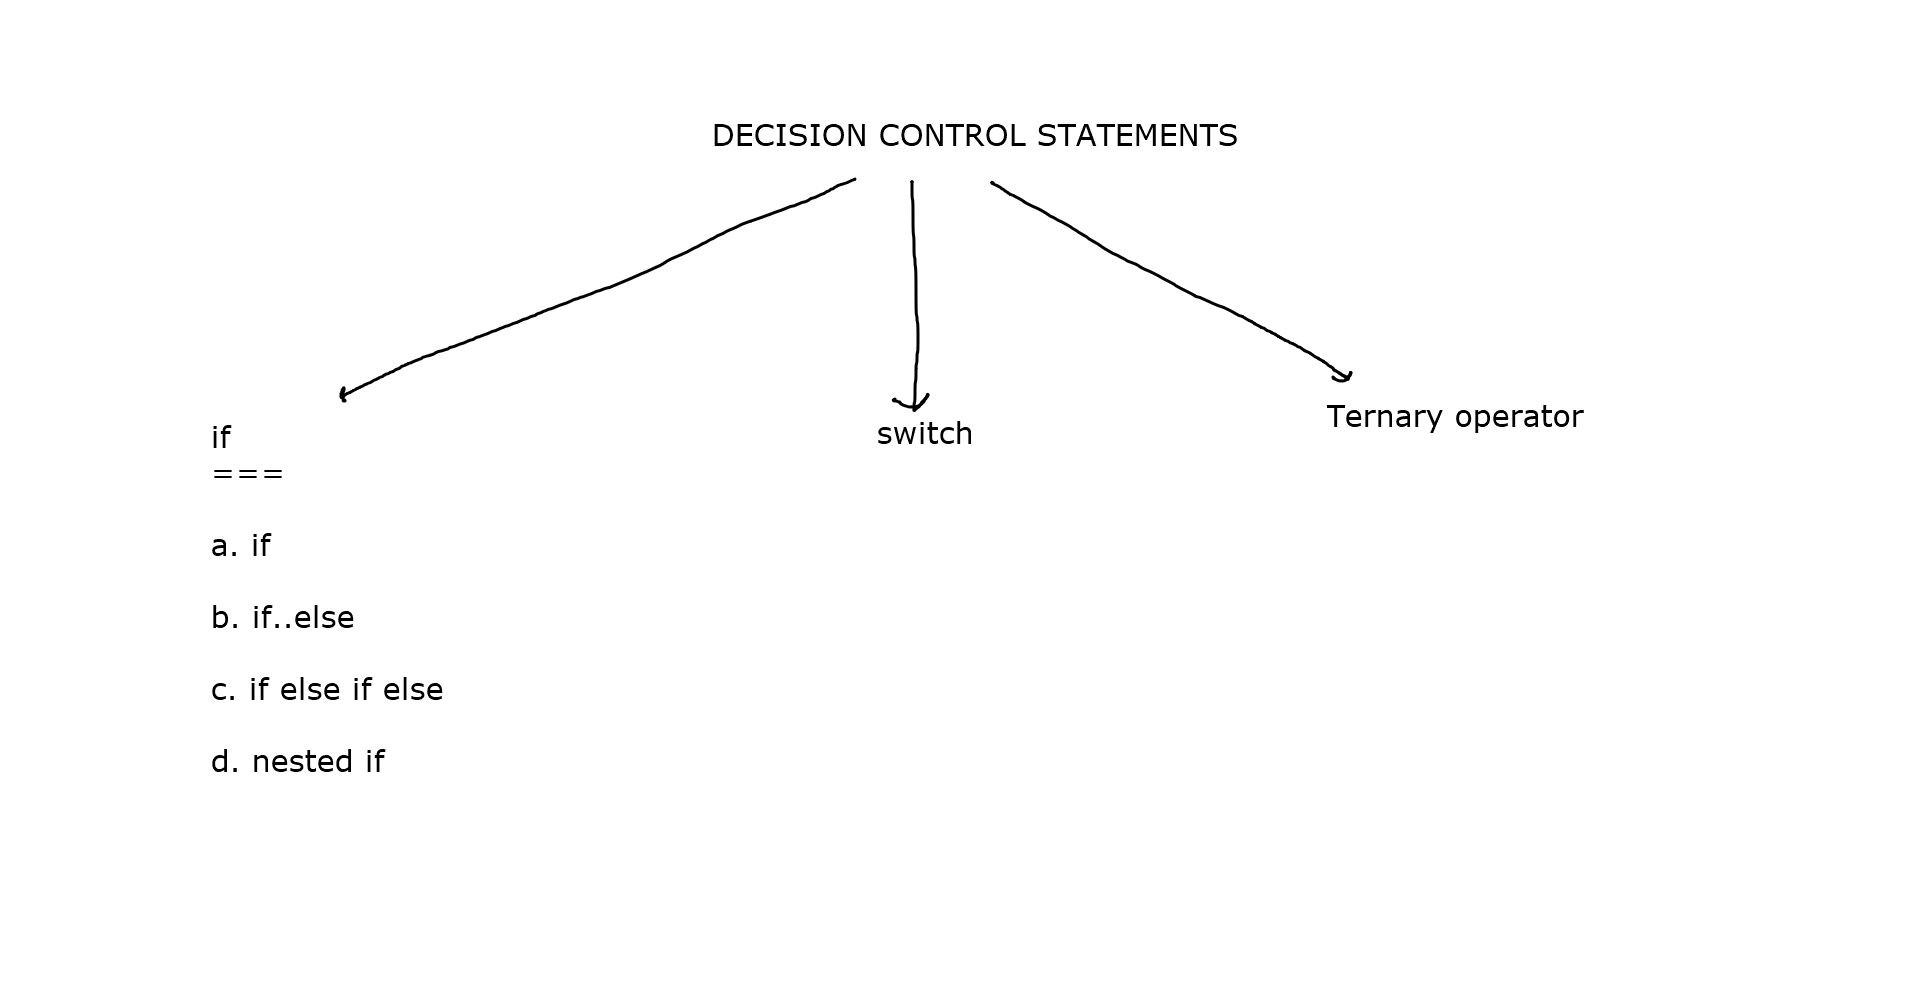 DECISION CONTROL STATEMENTS
if
===
a. if
b. if..else
c. if else if else
d. nested if
switch
Ternary operator